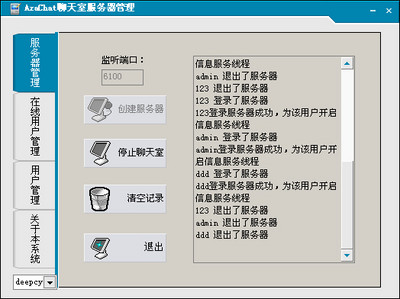 AraChat聊天室服务器管理
服务器管理
在线用户管理
用户管理
关于本系统
deepcy
监听端口：
6100
创建服务器
停止聊天室
清空记录
退出
信息服务线程
admin 退出了服务器
123 退出了服务器
123 登录了服务器
123登录服务器成功，为该用户开启
信息服务线程
admin 登录了服务器
admin登录服务器成功，为该用户开
启信息服务线程
ddd 登录了服务器
ddd登录服务器成功，为该用户开启
信息服务线程
123 退出了服务器
admin 退出了服务器
ddd 退出了服务器